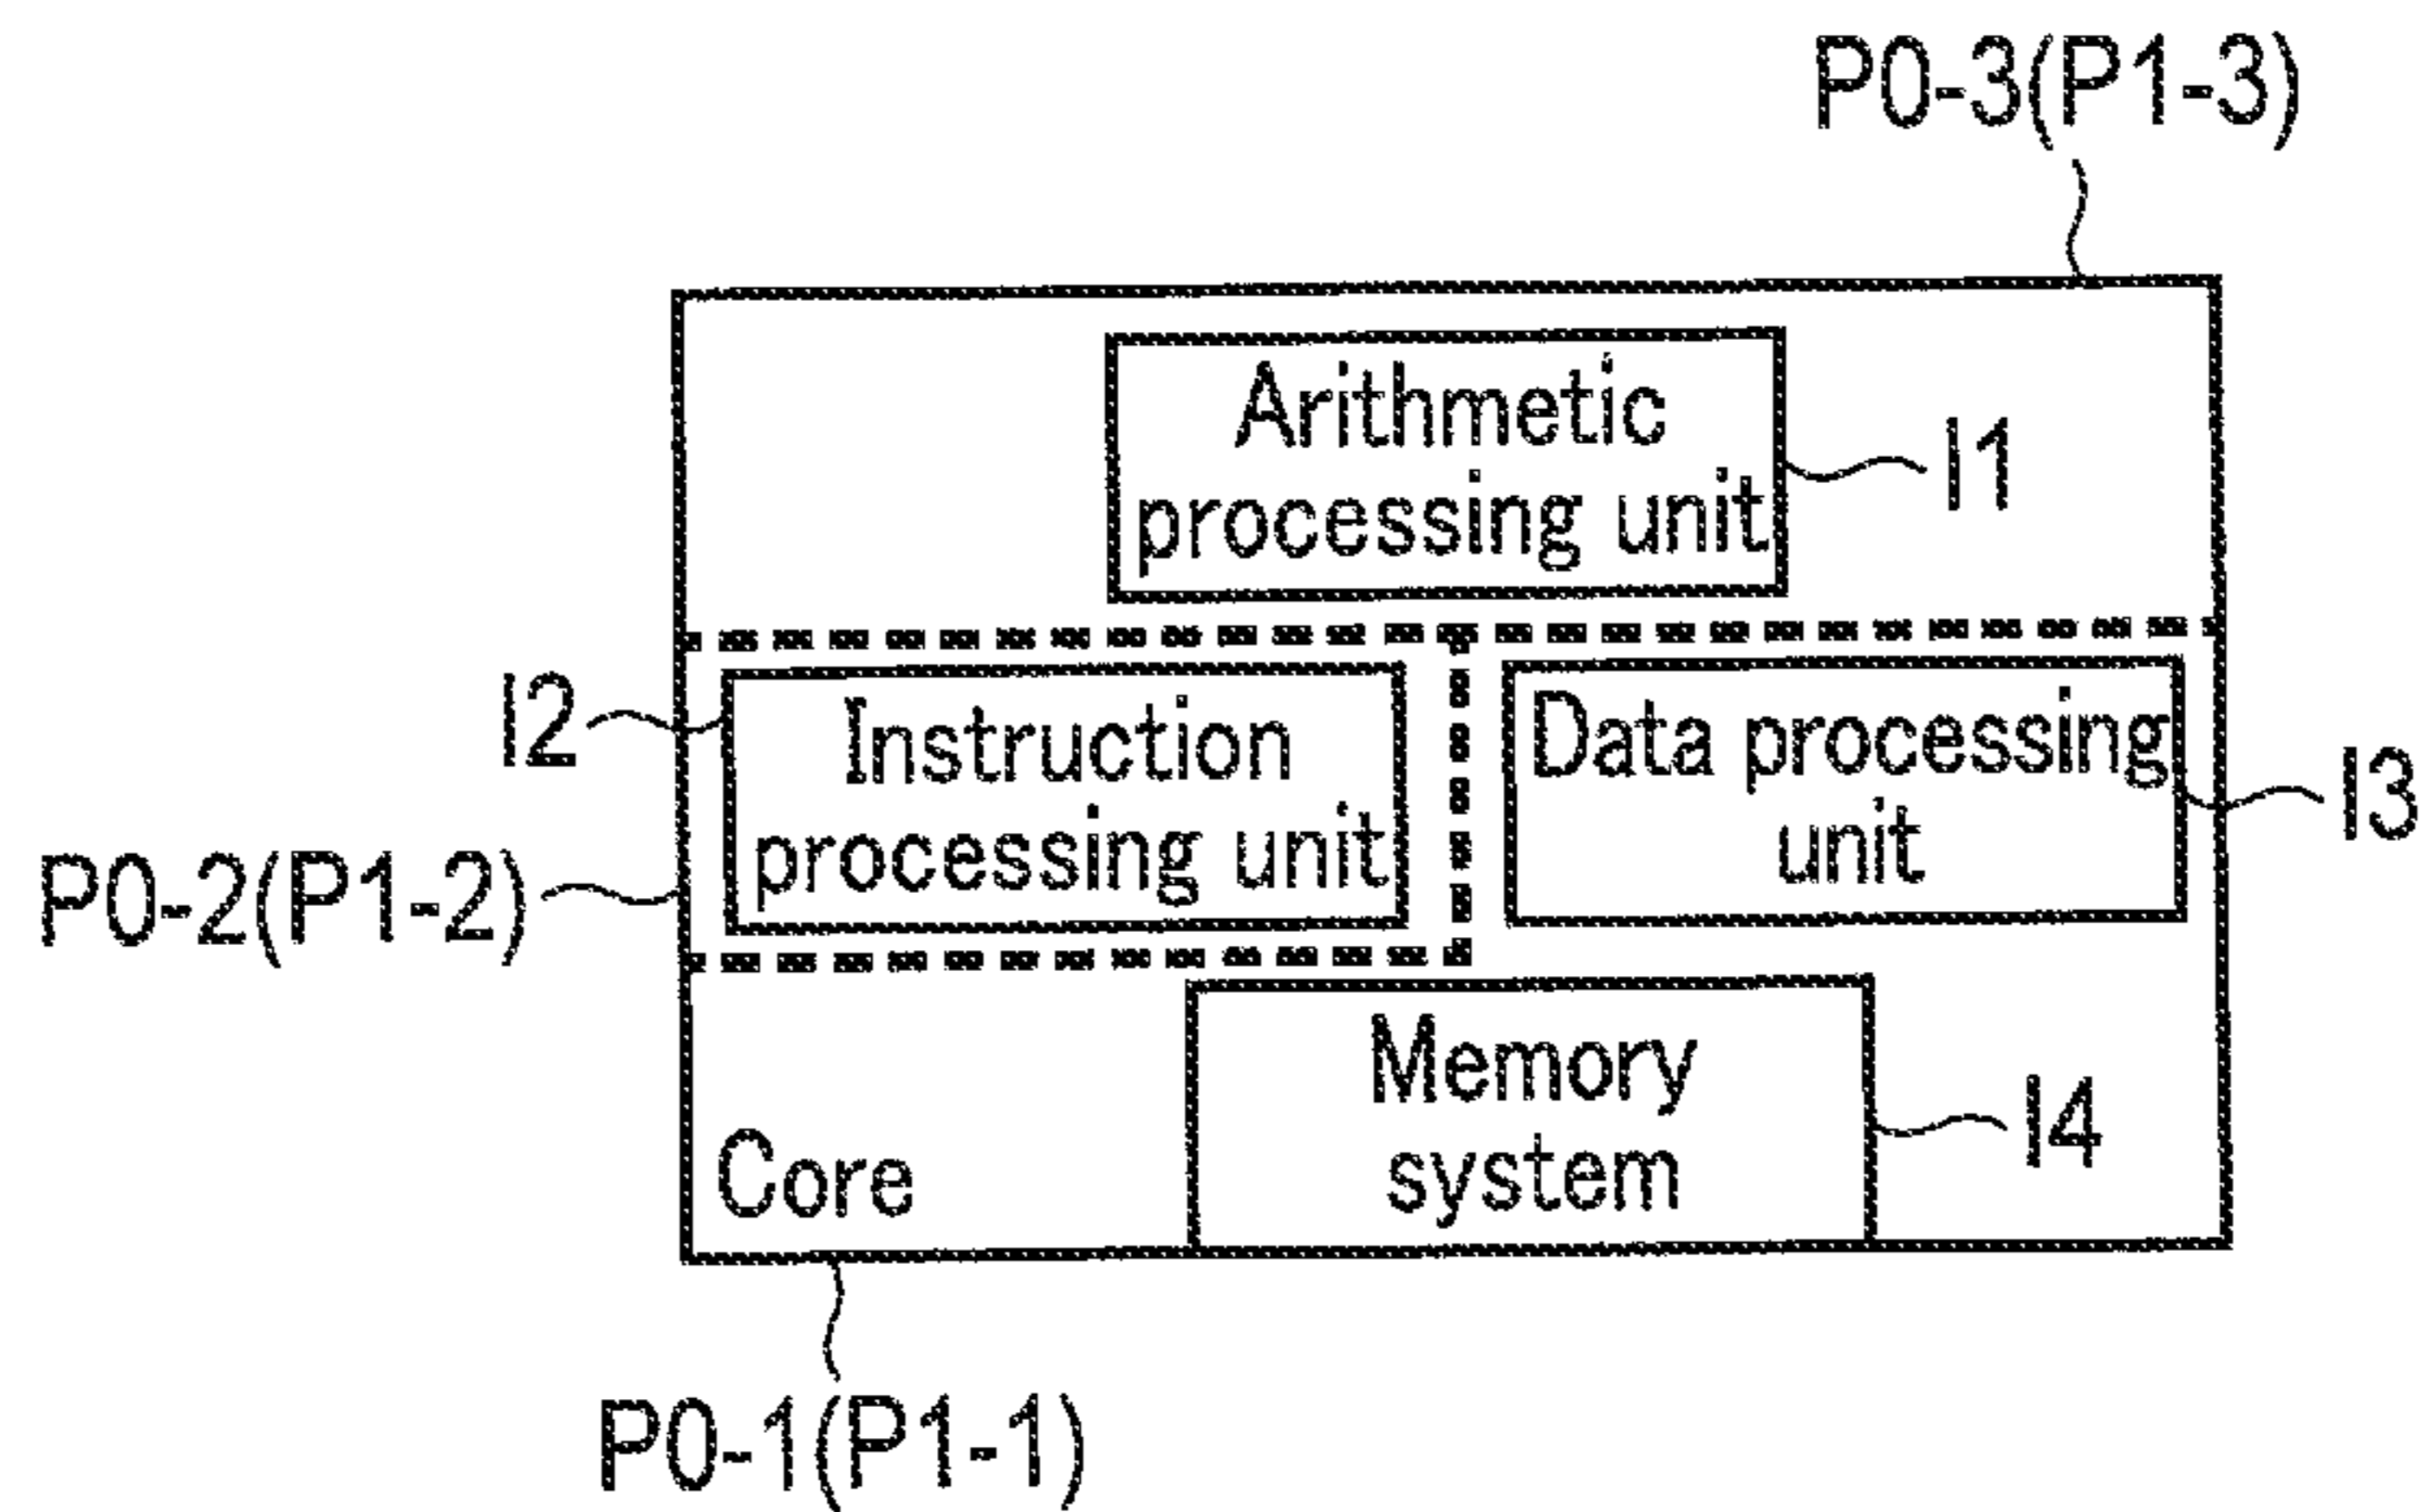 P0-3(P1-3)
Arithmetic
processing unit
I1
I2
Instruction
processing unit
Data processing
unit
I3
P0-2(P1-2)
Memory
system
I4
Core
P0-1(P1-1)